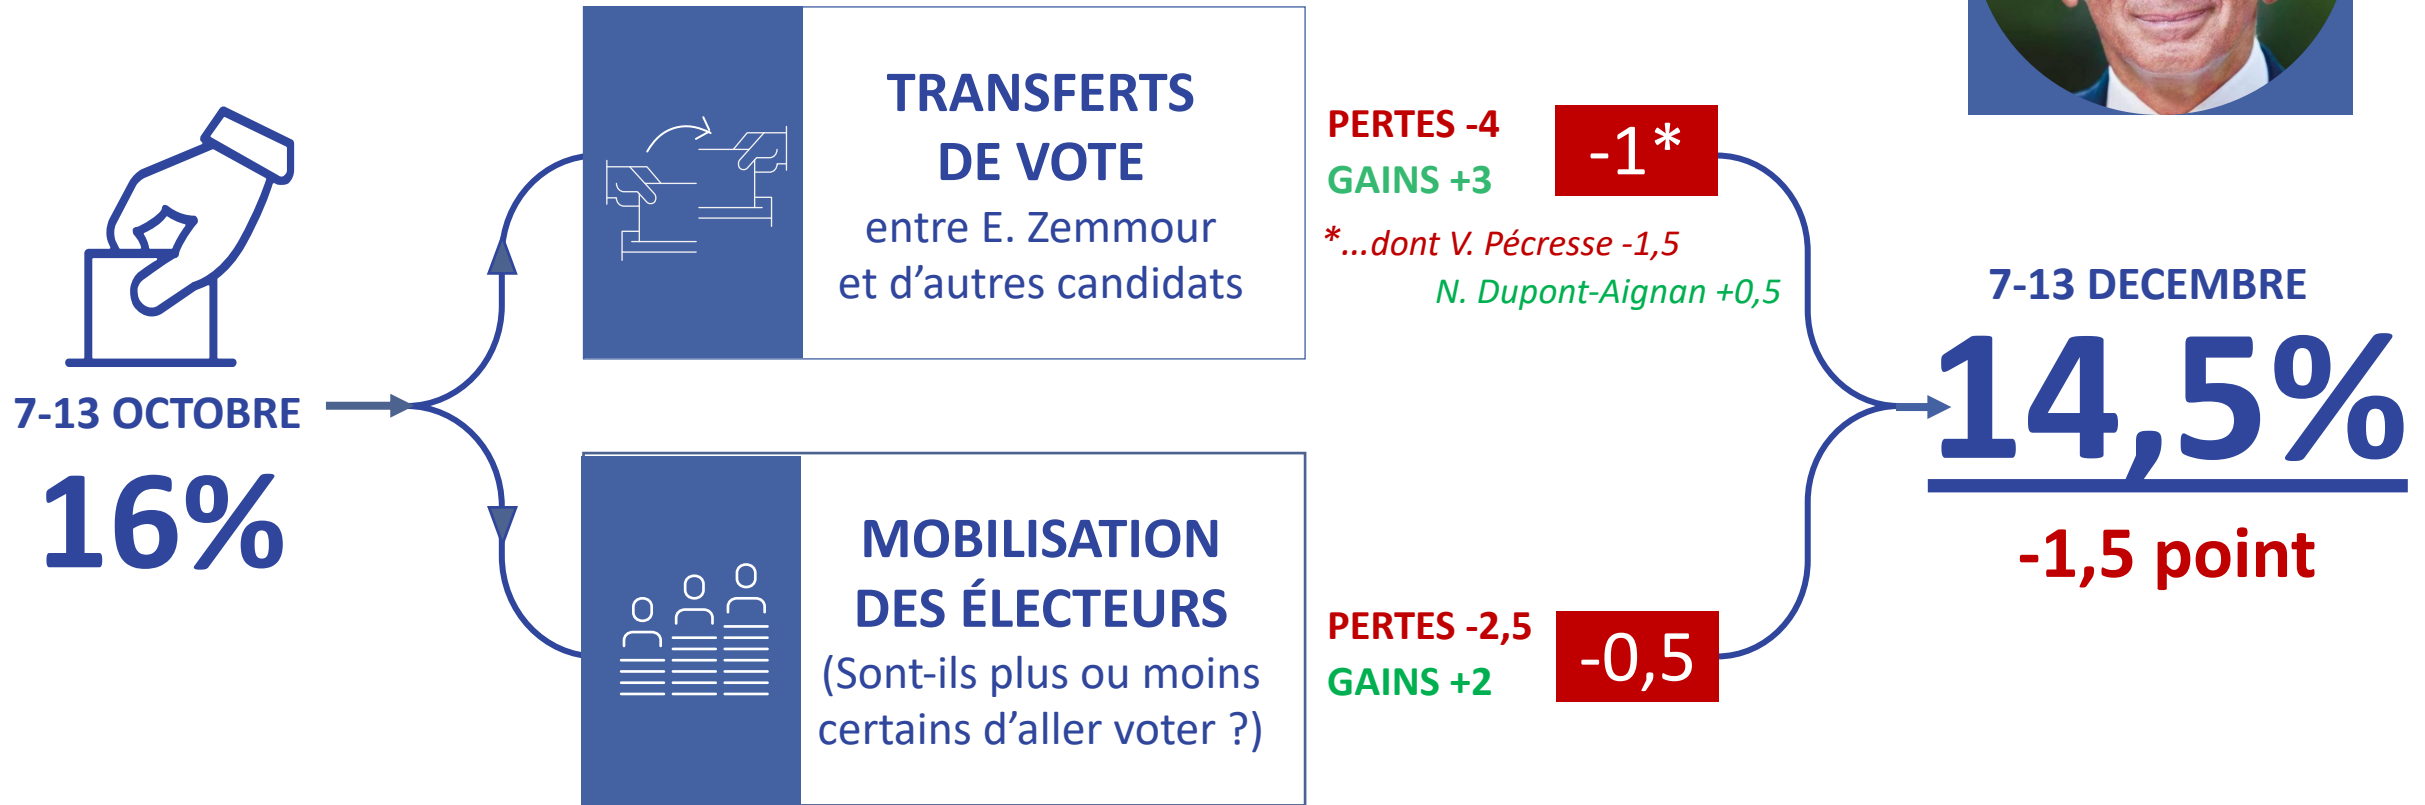 7-13 OCTOBRE
16%
TRANSFERTS
DE VOTE
entre E. Zemmour
et d'autres candidats
PERTES -4
GAINS +3
-1*
*...dont V. Pécresse -1,5
N. Dupont-Aignan +0,5
MOBILISATION
DES ÉLECTEURS
(Sont-ils plus ou moins
certains d'aller voter ?)
PERTES -2,5
GAINS +2
-0,5
7-13 DECEMBRE
14,5%
-1,5 point